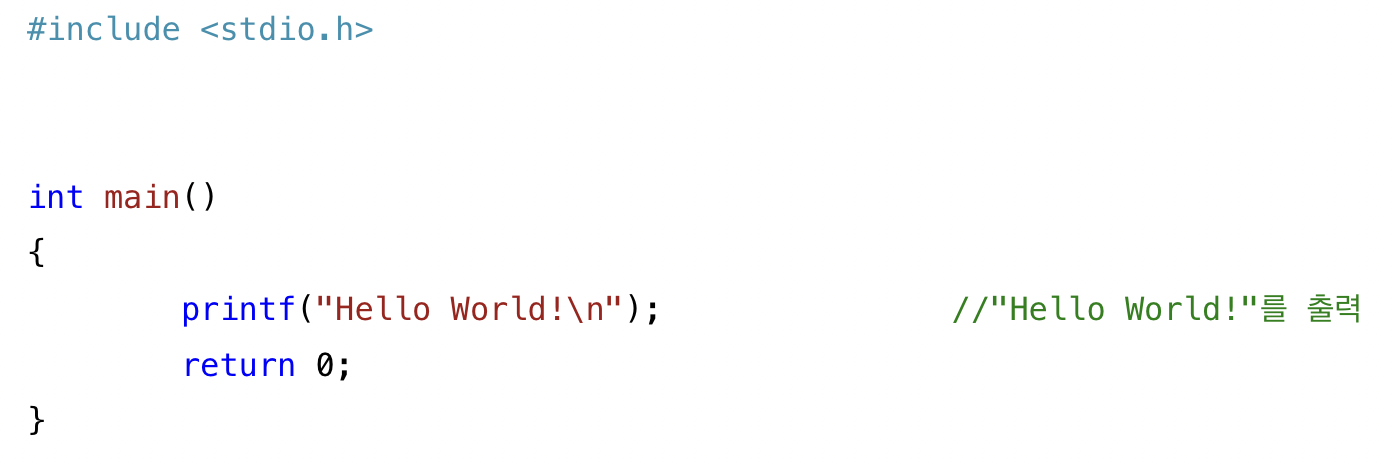 #include <stdio.h>
int main()
{
printf("Hello World!\n"); //"Hello World!"를 출력
return 0;
}